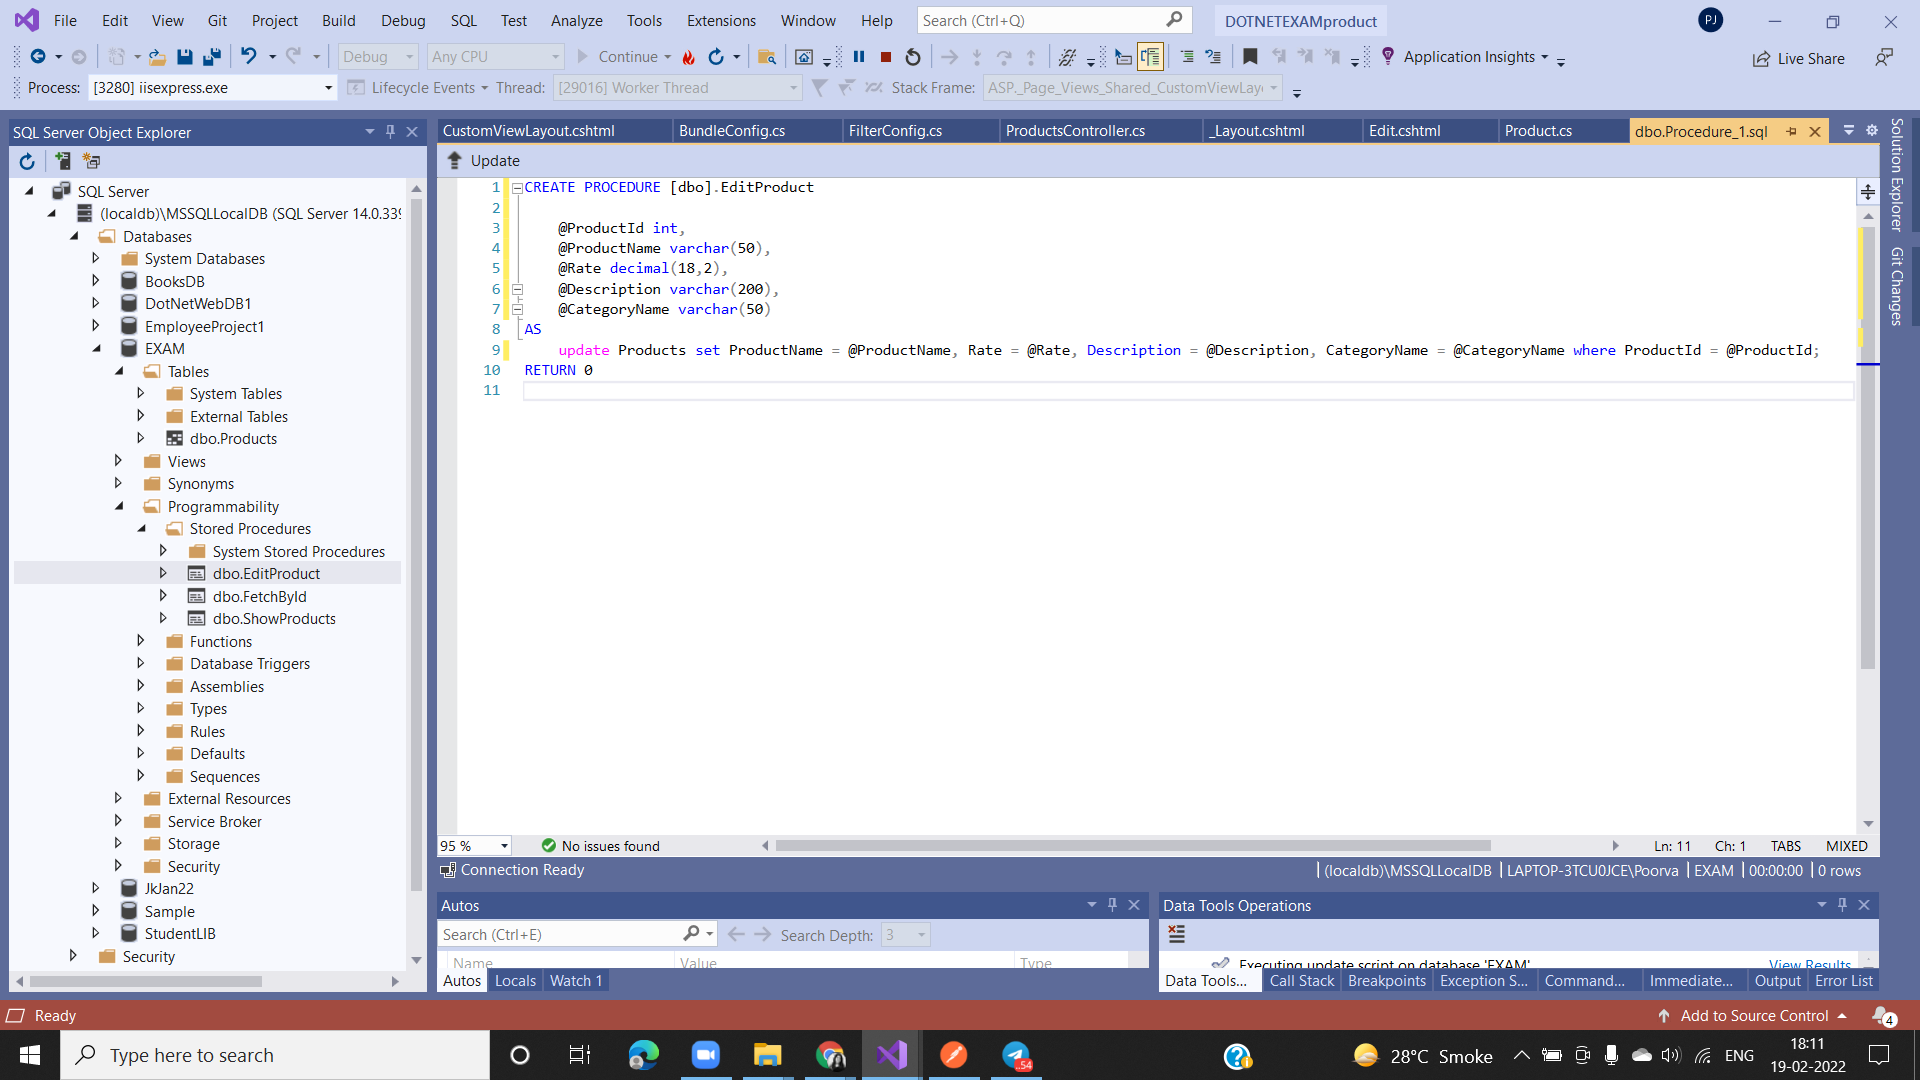 File Edit View Git Project Build Debug SQL Test Analyze Tools Extensions Window Help Search (Ctrl+Q) DOTNETEXAMproduct PJ
Debug Any CPU Continue Application Insights Live Share
Process: [3280] iisexpress.exe Lifecycle Events Thread: [29016] Worker Thread Stack Frame: ASP._Page_Views_Shared_CustomViewLay
SQL Server Object Explorer
SQL Server
(localdb)\MSSQLLocalDB (SQL Server 14.0.339
Databases
System Databases
BooksDB
DotNetWebDB1
EmployeeProject1
EXAM
Tables
System Tables
External Tables
dbo.Products
Views
Synonyms
Programmability
Stored Procedures
System Stored Procedures
dbo.EditProduct
dbo.FetchById
dbo.ShowProducts
Functions
Database Triggers
Assemblies
Types
Rules
Defaults
Sequences
External Resources
Service Broker
Storage
Security
JkJan22
Sample
StudentLIB
Security
CustomViewLayout.cshtml BundleConfig.cs FilterConfig.cs ProductsController.cs _Layout.cshtml Edit.cshtml Product.cs dbo.Procedure_1.sql
Update
1 CREATE PROCEDURE [dbo].EditProduct
2
3 @ProductId int,
4 @ProductName varchar(50),
5 @Rate decimal(18,2),
6 @Description varchar(200),
7 @CategoryName varchar(50)
8 AS
9 update Products set ProductName = @ProductName, Rate = @Rate, Description = @Description, CategoryName = @CategoryName where ProductId = @ProductId;
10 RETURN 0
11
95 % No issues found Ln: 11 Ch: 1 TABS MIXED
Connection Ready (localdb)\MSSQLLocalDB LAPTOP-3TCU0JCE\Poorva EXAM 00:00:00 0 rows
Autos
Search (Ctrl+E) Search Depth: 3
Name Value Type
Autos Locals Watch 1
Data Tools Operations
Executing update script on database 'EXAM' View Results
Data Tools... Call Stack Breakpoints Exception S... Command... Immediate... Output Error List
Solution Explorer
Git Changes
Ready Add to Source Control 4
Type here to search 54 28°C Smoke ENG 18:11
19-02-2022